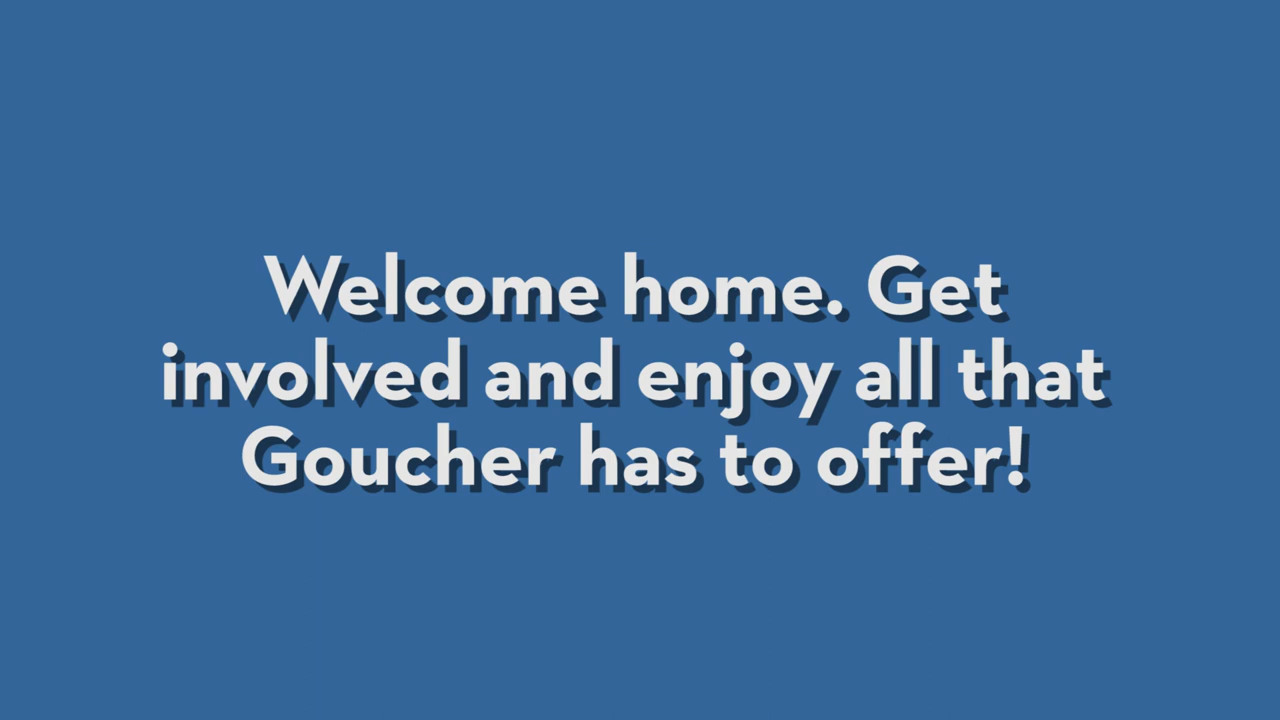 Welcome home. Get
involved and enjoy all that
Goucher has to offer!